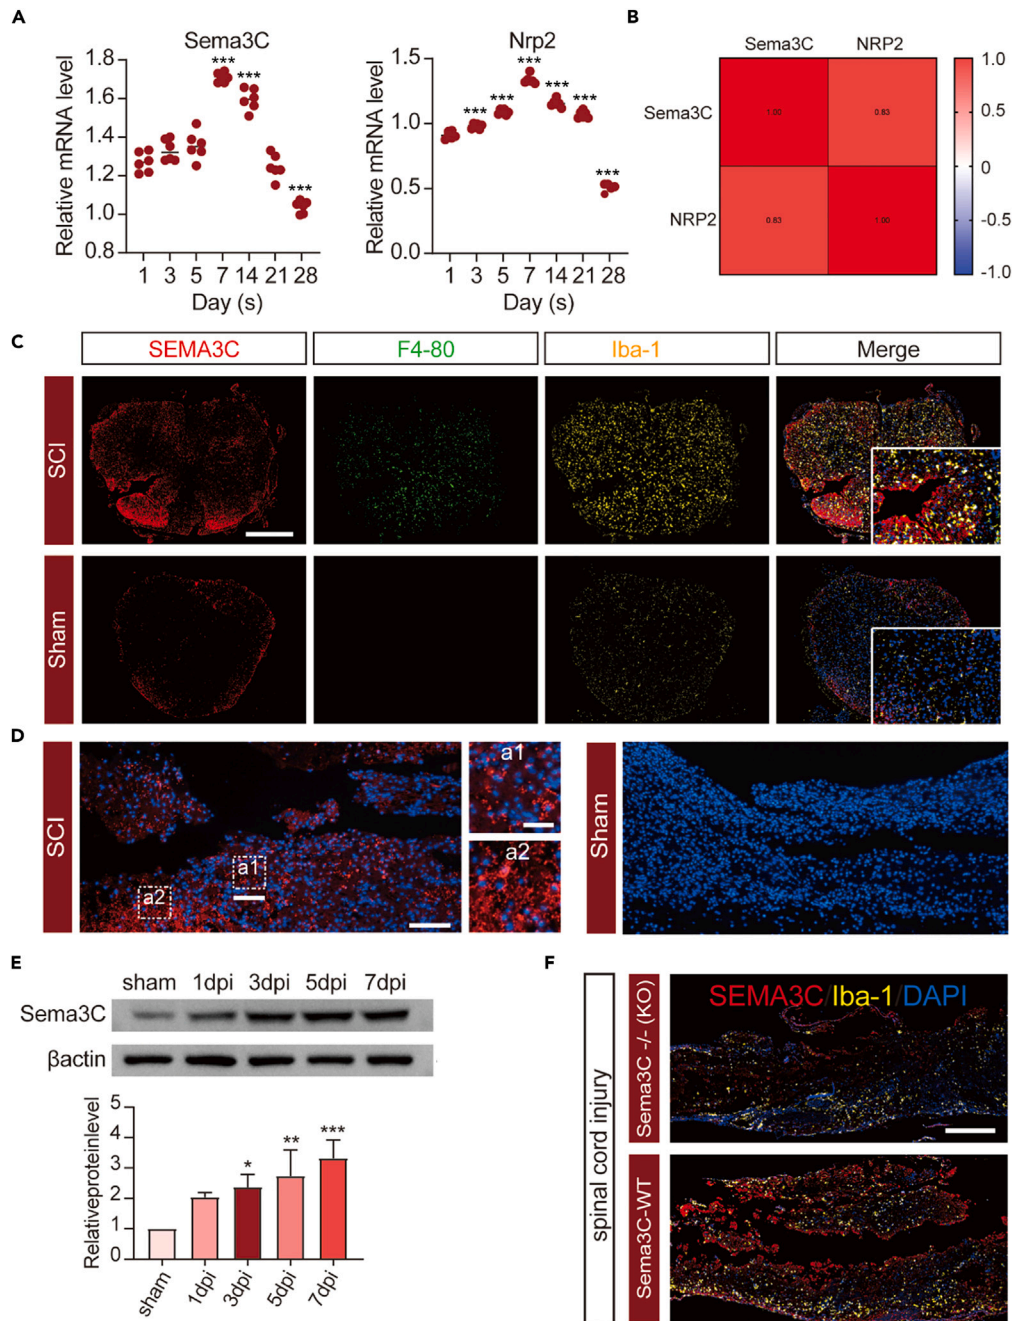 A
Sema3C
Relative mRNA level
1.8
1.6
1.4
1.2
1.0
0.8
***
***
***
1 3 5 7 14 21 28
Day (s)
Nrp2
Relative mRNA level
1.5
1.0
0.5
0.0
***
***
***
***
***
***
1 3 5 7 14 21 28
Day (s)
B
Sema3C NRP2
Sema3C
NRP2
1.00 0.83
0.83 1.00
1.0
0.5
0
-0.5
-1.0
C
SEMA3C F4-80 Iba-1 Merge
SCI
Sham
D
SCI
a1
a2
a1
a2
Sham
E
sham 1dpi 3dpi 5dpi 7dpi
Sema3C
βactin
Relativeproteinlevel
5
4
3
2
1
0
*
**
***
sham 1dpi 3dpi 5dpi 7dpi
F
spinal cord injury
Sema3C -/- (KO)
SEMA3C/Iba-1/DAPI
Sema3C-WT